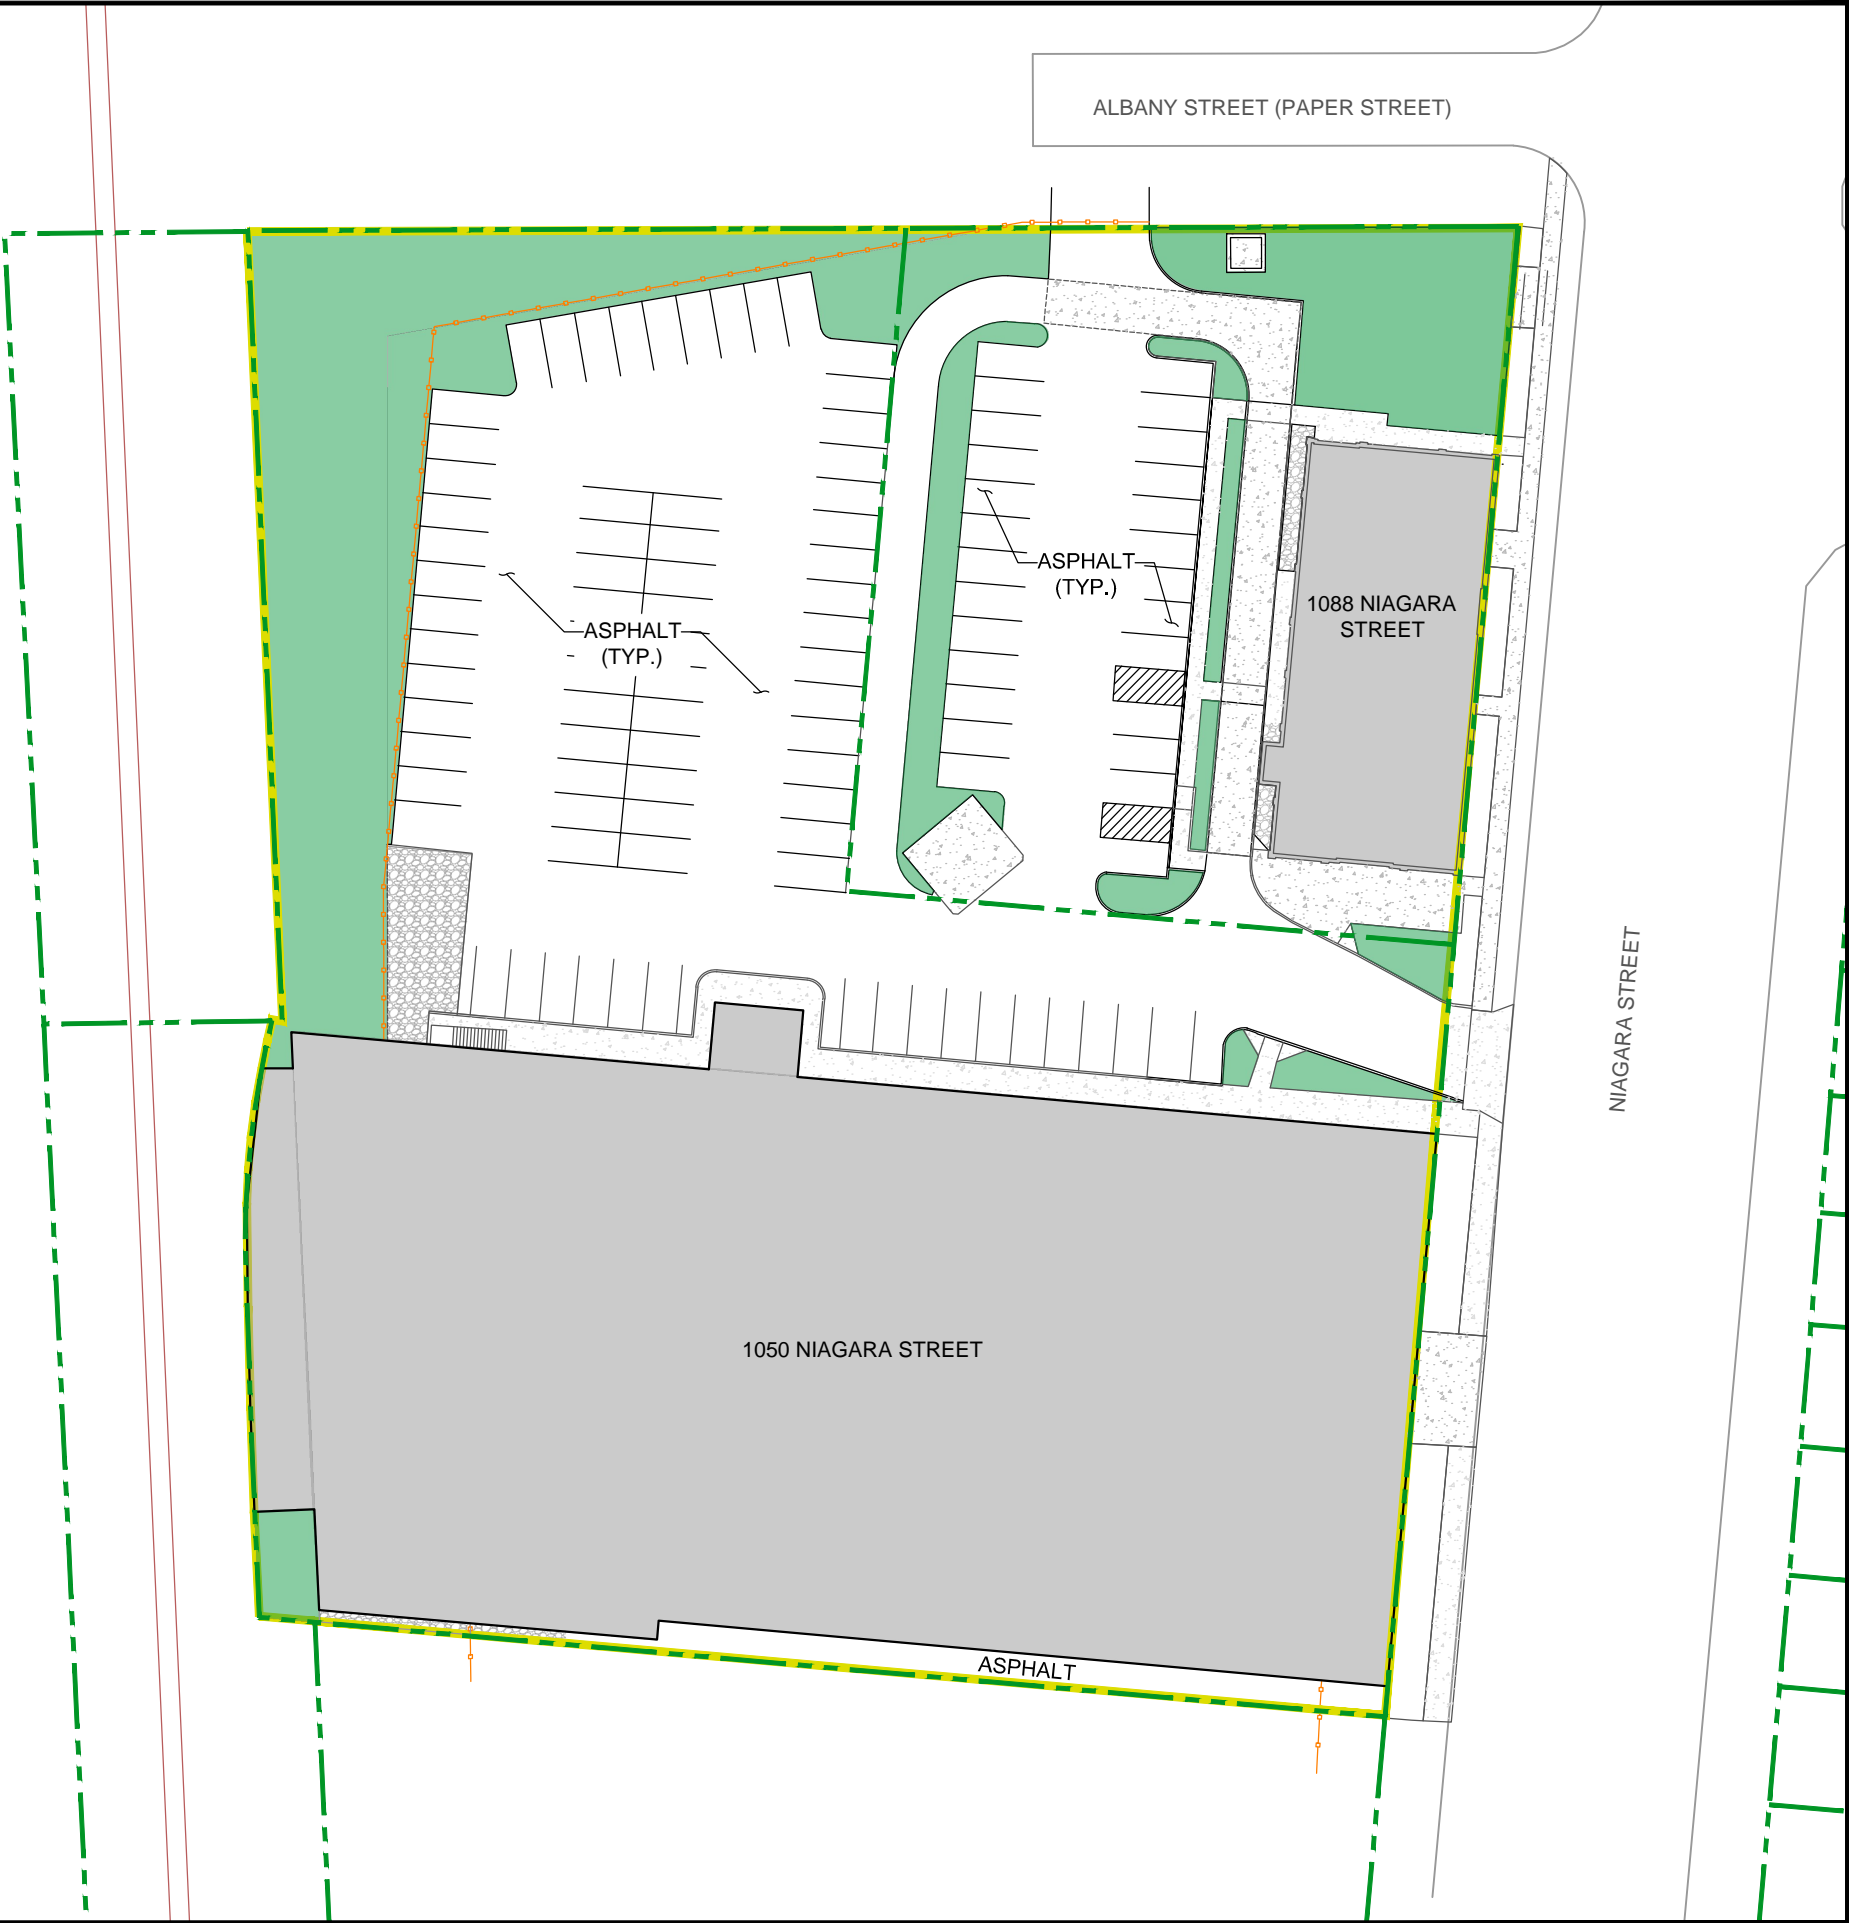 ALBANY STREET (PAPER STREET)
ASPHALT
(TYP.)
1088 NIAGARA
STREET
ASPHALT
(TYP.)
NIAGARA STREET
1050 NIAGARA STREET
ASPHALT